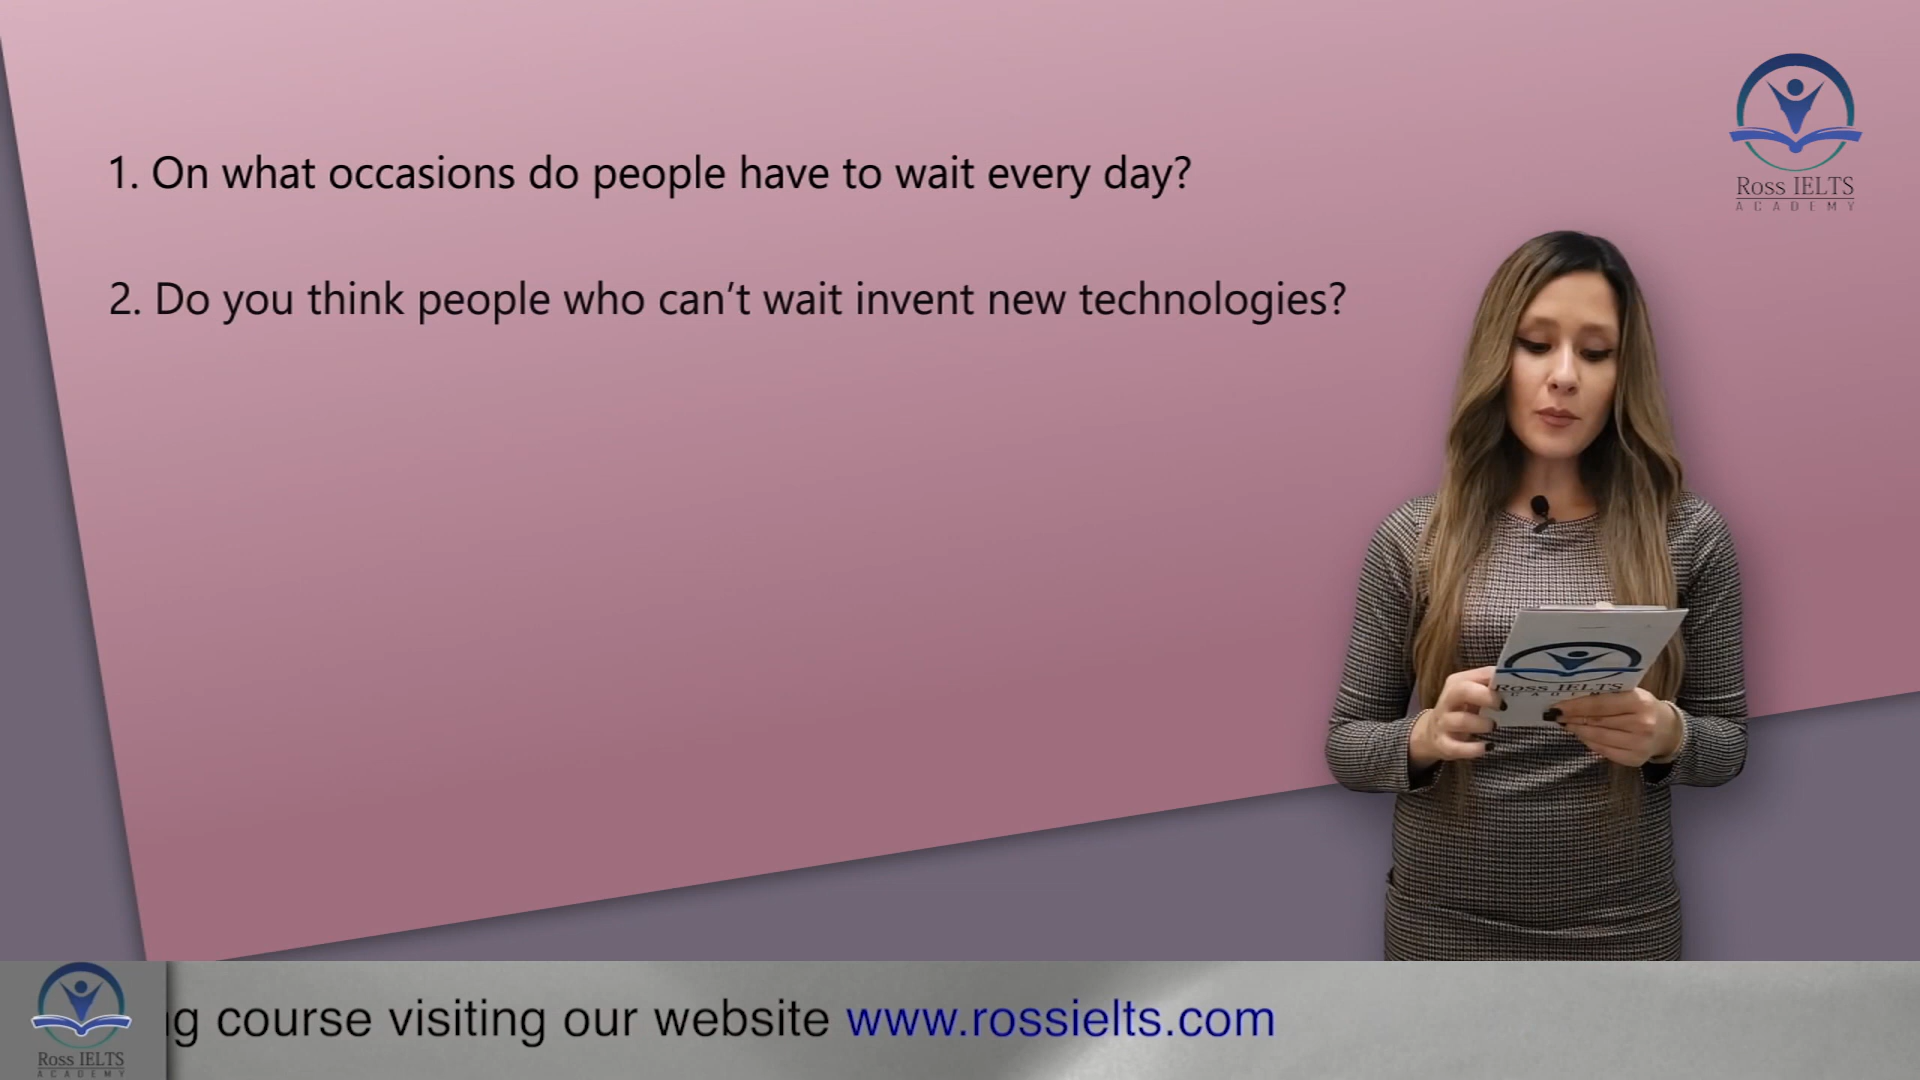 Ross IELTS
ACADEMY
1. On what occasions do people have to wait every day?
2. Do you think people who can't wait invent new technologies?
Ross IELTS
course visiting our website www.rossielts.com
Ross IELTS
ACADEMY